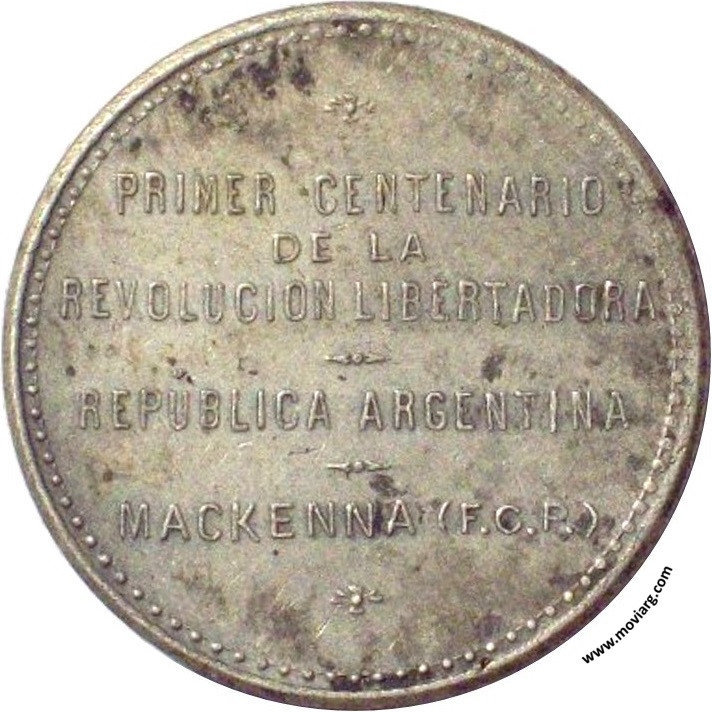 PRIMER CENTENARIO
DE LA
REVOLUCION LIBERTADORA
REPUBLICA ARGENTINA
MACKENNA (F.C.P.)
www.moviarg.com